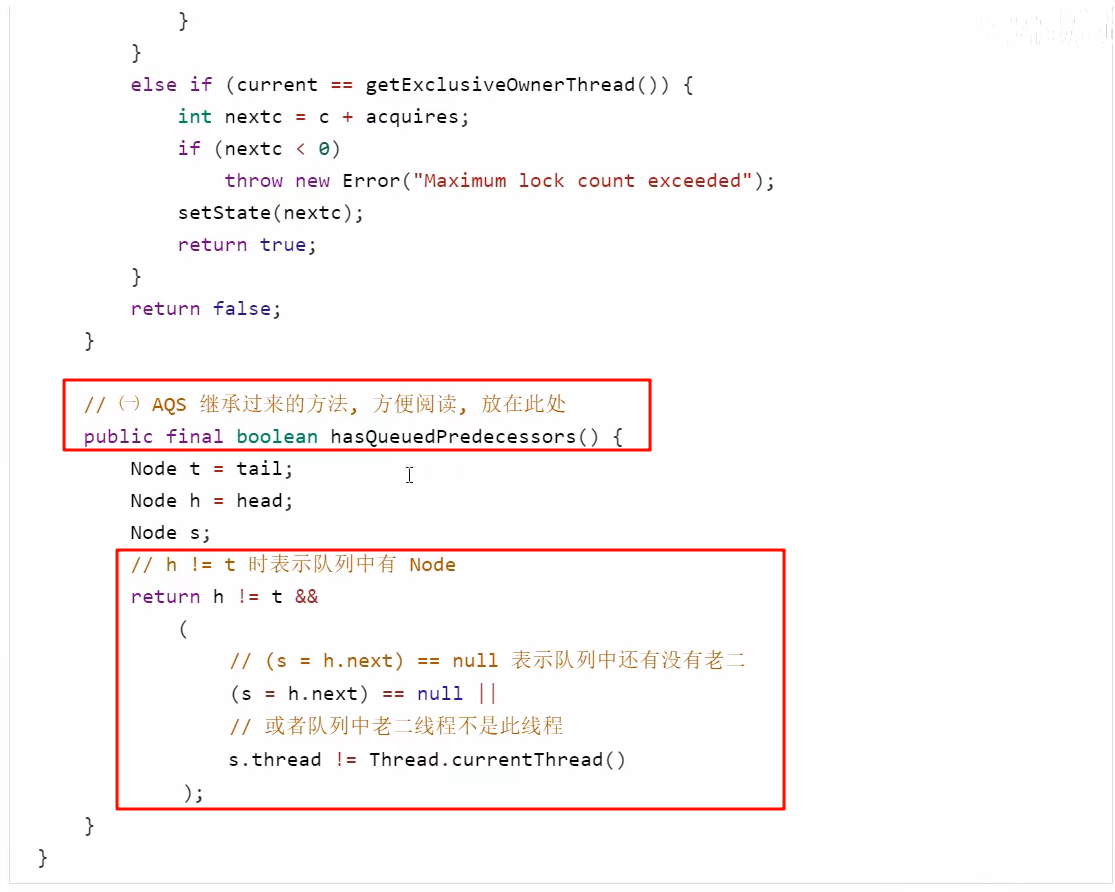 }
}
else if (current == getExclusiveOwnerThread()) {
int nextc = c + acquires;
if (nextc < 0)
throw new Error("Maximum lock count exceeded");
setState(nextc);
return true;
}
return false;
}
// ㈠ AQS 继承过来的方法, 方便阅读, 放在此处
public final boolean hasQueuedPredecessors() {
Node t = tail;
Node h = head;
Node s;
// h != t 时表示队列中有 Node
return h != t &&
(
// (s = h.next) == null 表示队列中还有没有老二
(s = h.next) == null ||
// 或者队列中老二线程不是此线程
s.thread != Thread.currentThread()
);
}
}